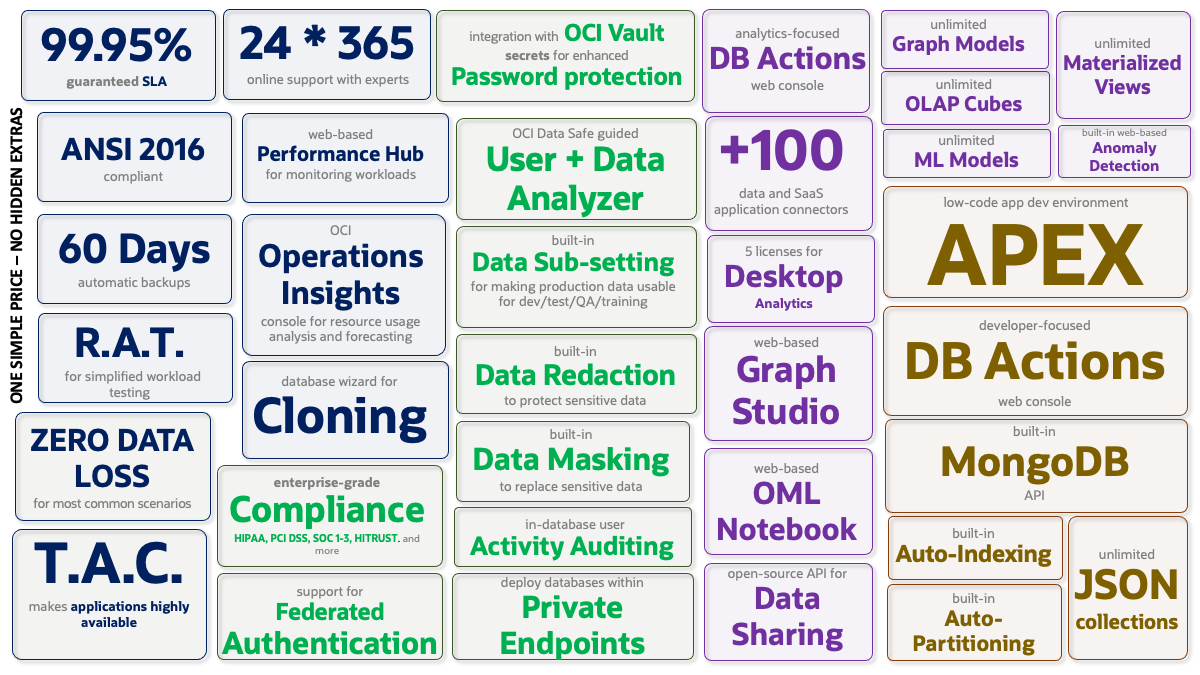 ONE SIMPLE PRICE – NO HIDDEN EXTRAS
99.95%
guaranteed SLA
ANSI 2016
compliant
60 Days
automatic backups
R.A.T.
for simplified workload
testing
ZERO DATA
LOSS
for most common scenarios
T.A.C.
makes applications highly
available
24 * 365
online support with experts
web-based
Performance Hub
for monitoring workloads
OCI
Operations
Insights
console for resource usage
analysis and forecasting
database wizard for
Cloning
enterprise-grade
Compliance
HIPAA, PCI DSS, SOC 1-3, HITRUST. and
more
support for
Federated
Authentication
integration with OCI Vault
secrets for enhanced
Password protection
OCI Data Safe guided
User + Data
Analyzer
built-in
Data Sub-setting
for making production data usable
for dev/test/QA/training
built-in
Data Redaction
to protect sensitive data
built-in
Data Masking
to replace sensitive data
in-database user
Activity Auditing
deploy databases within
Private
Endpoints
analytics-focused
DB Actions
web console
+100
data and SaaS
application connectors
5 licenses for
Desktop
Analytics
web-based
Graph
Studio
web-based
OML
Notebook
open-source API for
Data
Sharing
unlimited
Graph Models
unlimited
OLAP Cubes
unlimited
ML Models
unlimited
Materialized
Views
built-in web-based
Anomaly
Detection
low-code app dev environment
APEX
developer-focused
DB Actions
web console
built-in
MongoDB
API
built-in
Auto-Indexing
built-in
Auto-
Partitioning
unlimited
JSON
collections